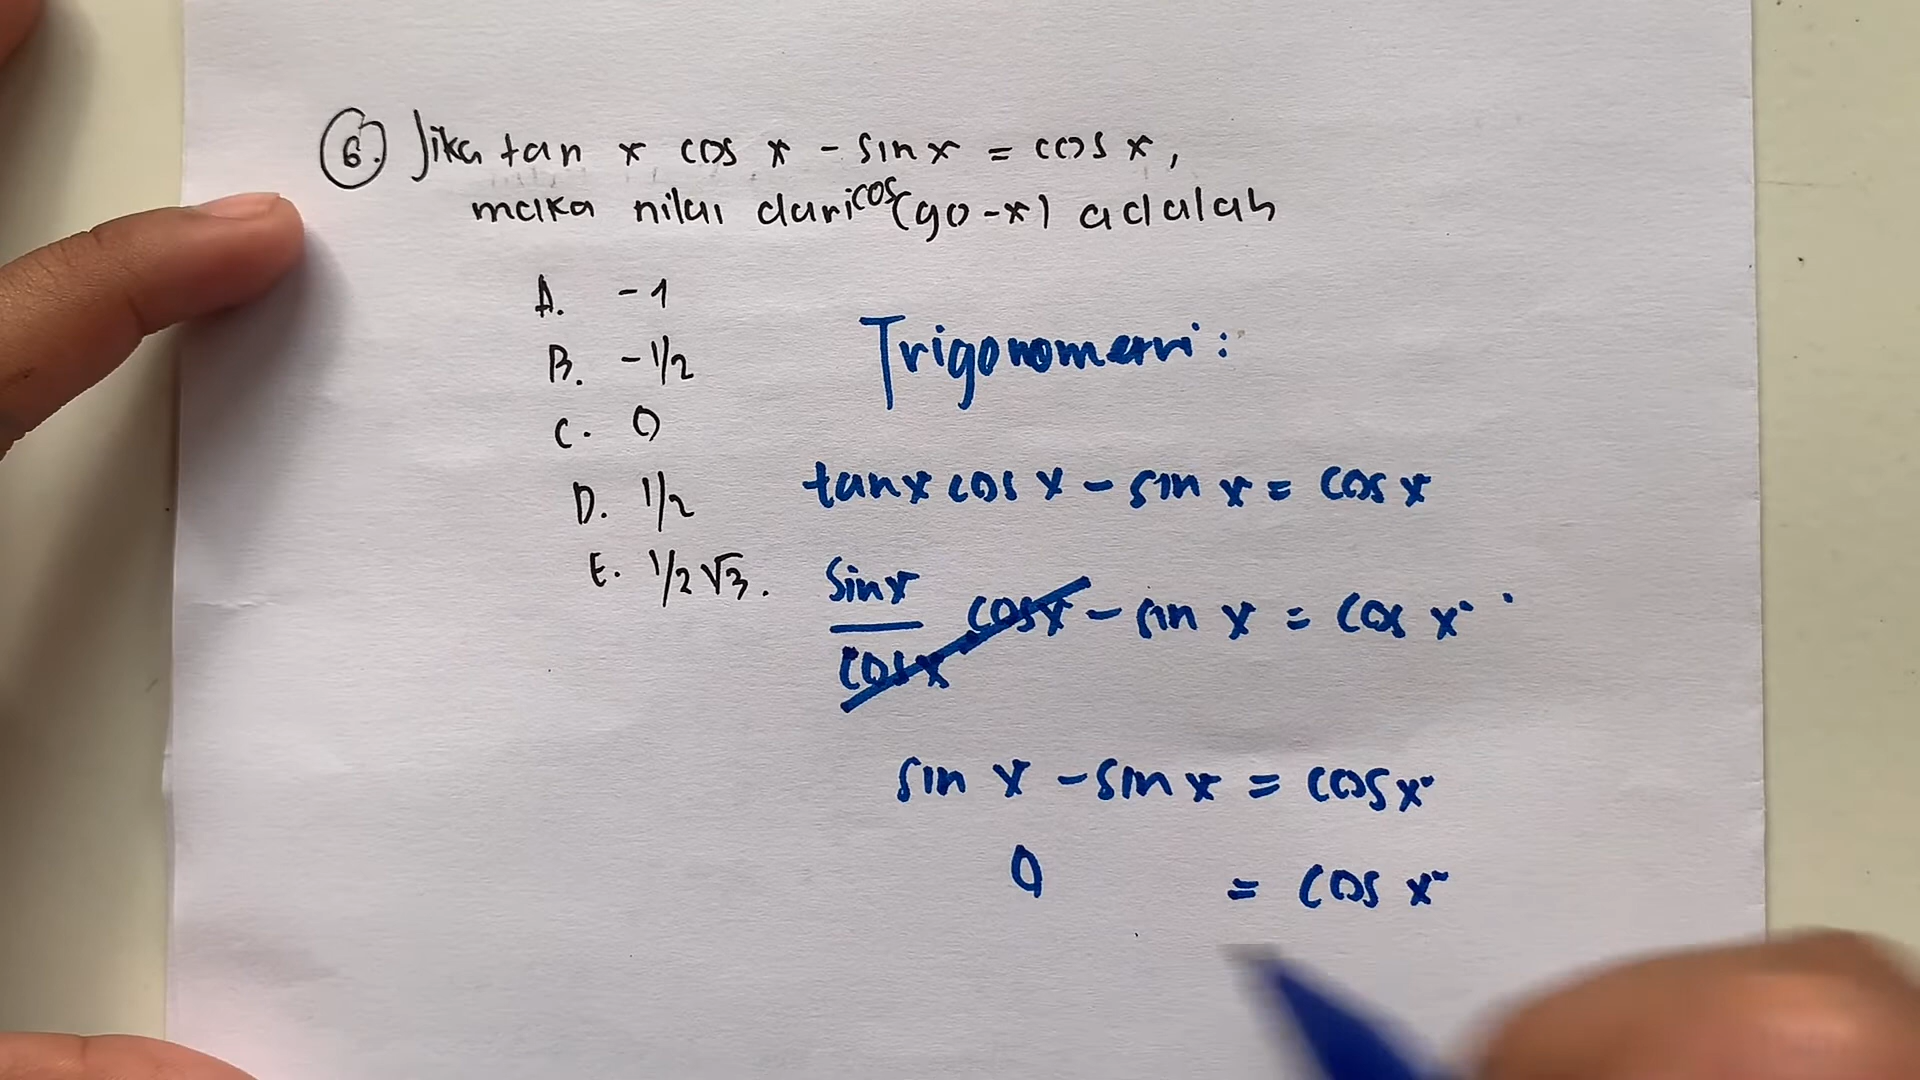 6. Jika tan x cos x - sin x = cos x,
maka nilai dari cos(90-x) adalah
A. -1
B. -1/2
C. 0
D. 1/2
E. 1/2 √3.
Trigonometri:
tan x cos x - sin x = cos x
sin x / cos x cos x - sin x = cos x
sin x - sin x = cos x
0 = cos x